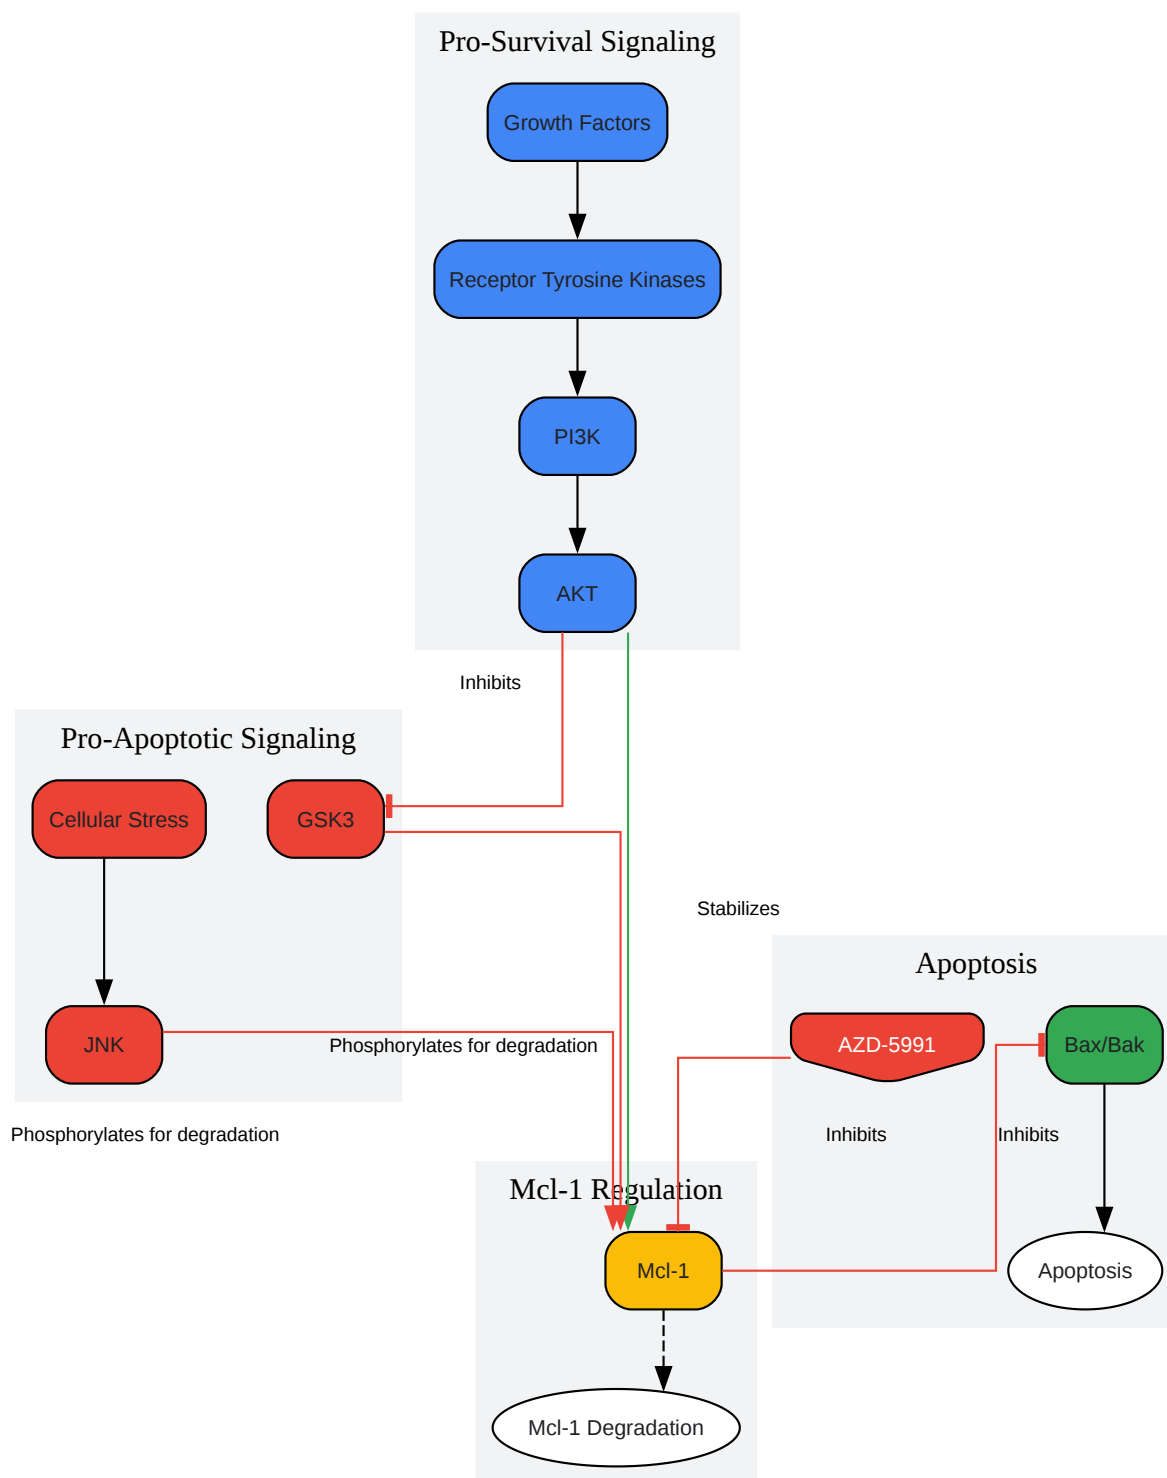 Pro-Survival Signaling
Growth Factors
Receptor Tyrosine Kinases
PI3K
AKT
Inhibits
Pro-Apoptotic Signaling
Cellular Stress
GSK3
Stabilizes
Apoptosis
JNK
Phosphorylates for degradation
AZD-5991
Bax/Bak
Phosphorylates for degradation
Inhibits
Inhibits
Mcl-1 Regulation
Mcl-1
Apoptosis
Mcl-1 Degradation